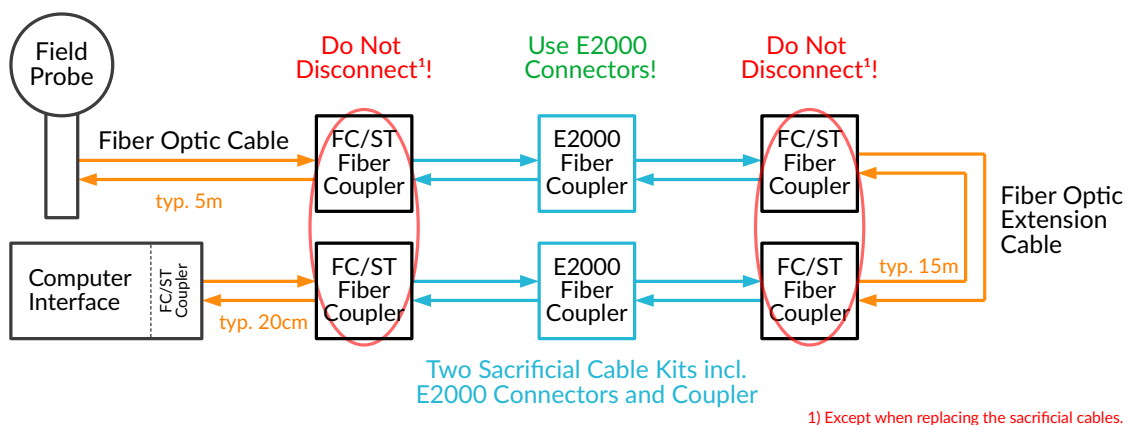 Field
Probe
Do Not
Disconnect¹!
Use E2000
Connectors!
Do Not
Disconnect¹!
Fiber Optic Cable
typ. 5m
FC/ST
Fiber
Coupler
E2000
Fiber
Coupler
FC/ST
Fiber
Coupler
Fiber Optic
Extension
Cable
Computer
Interface
FC/ST
Coupler
typ. 20cm
FC/ST
Fiber
Coupler
E2000
Fiber
Coupler
FC/ST
Fiber
Coupler
typ. 15m
Two Sacrificial Cable Kits incl.
E2000 Connectors and Coupler
1) Except when replacing the sacrificial cables.